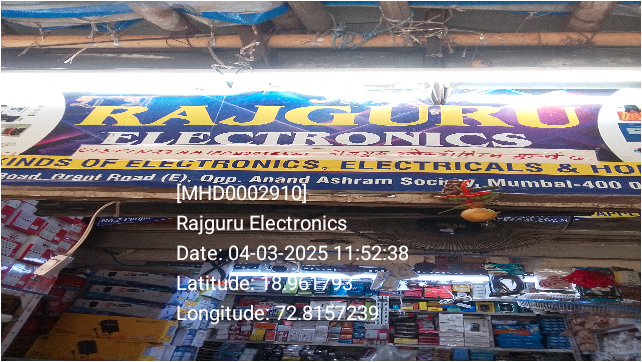 RAJGURU
ELECTRONICS
KINDS OF ELECTRONICS, ELECTRICALS & HO
Road, Grant Road (E), Opp. Anand Ashram Society, Mumbai-400 0
[MHD0002910]
Rajguru Electronics
Date: 04-03-2025 11:52:38
Latitude: 18.961793
Longitude: 72.8157239